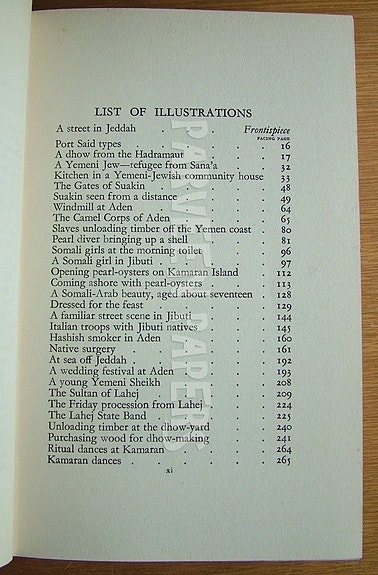 LIST OF ILLUSTRATIONS
A street in Jeddah . . . Frontispiece
FACING PAGE
Port Said types . . . . . 16
A dhow from the Hadramaut . . . 17
A Yemeni Jew—refugee from Sana'a . . 32
Kitchen in a Yemeni-Jewish community house 33
The Gates of Suakin . . . . 48
Suakin seen from a distance . . . 49
Windmill at Aden . . . . 64
The Camel Corps of Aden . . . 65
Slaves unloading timber off the Yemen coast . 80
Pearl diver bringing up a shell . . 81
Somali girls at the morning toilet . . 96
A Somali girl in Jibuti . . . . 97
Opening pearl-oysters on Kamaran Island . 112
Coming ashore with pearl-oysters . . 113
A Somali-Arab beauty, aged about seventeen . 128
Dressed for the feast . . . . 129
A familiar street scene in Jibuti . . . 144
Italian troops with Jibuti natives . . 145
Hashish smoker in Aden . . . 160
Native surgery . . . . . 161
At sea off Jeddah . . . . . 192
A wedding festival at Aden . . . 193
A young Yemeni Sheikh . . . . 208
The Sultan of Lahej . . . . 209
The Friday procession from Lahej . . 224
The Lahej State Band . . . . 225
Unloading timber at the dhow-yard . . 240
Purchasing wood for dhow-making . . 241
Ritual dances at Kamaran . . . 264
Kamaran dances . . . . . 265
xi